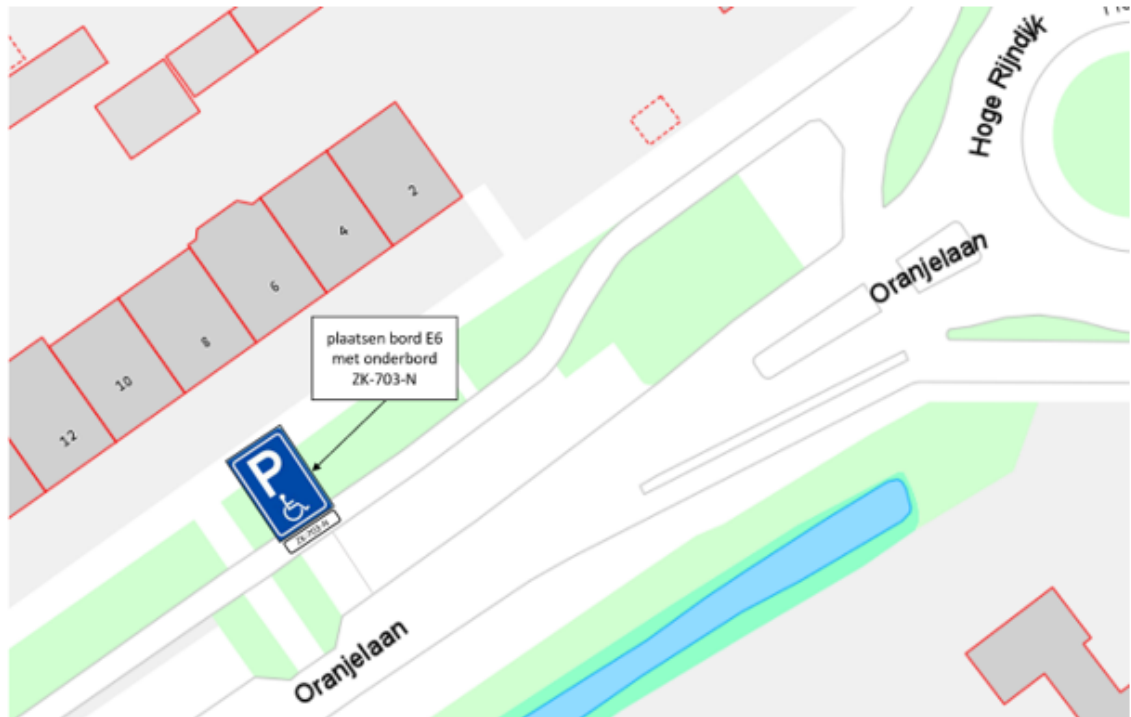 Hoge Rijndijk
2
4
Oranjelaan
6
plaatsen bord E6
met onderbord
ZK-703-N
8
10
12
P
ZK-703-N
Oranjelaan